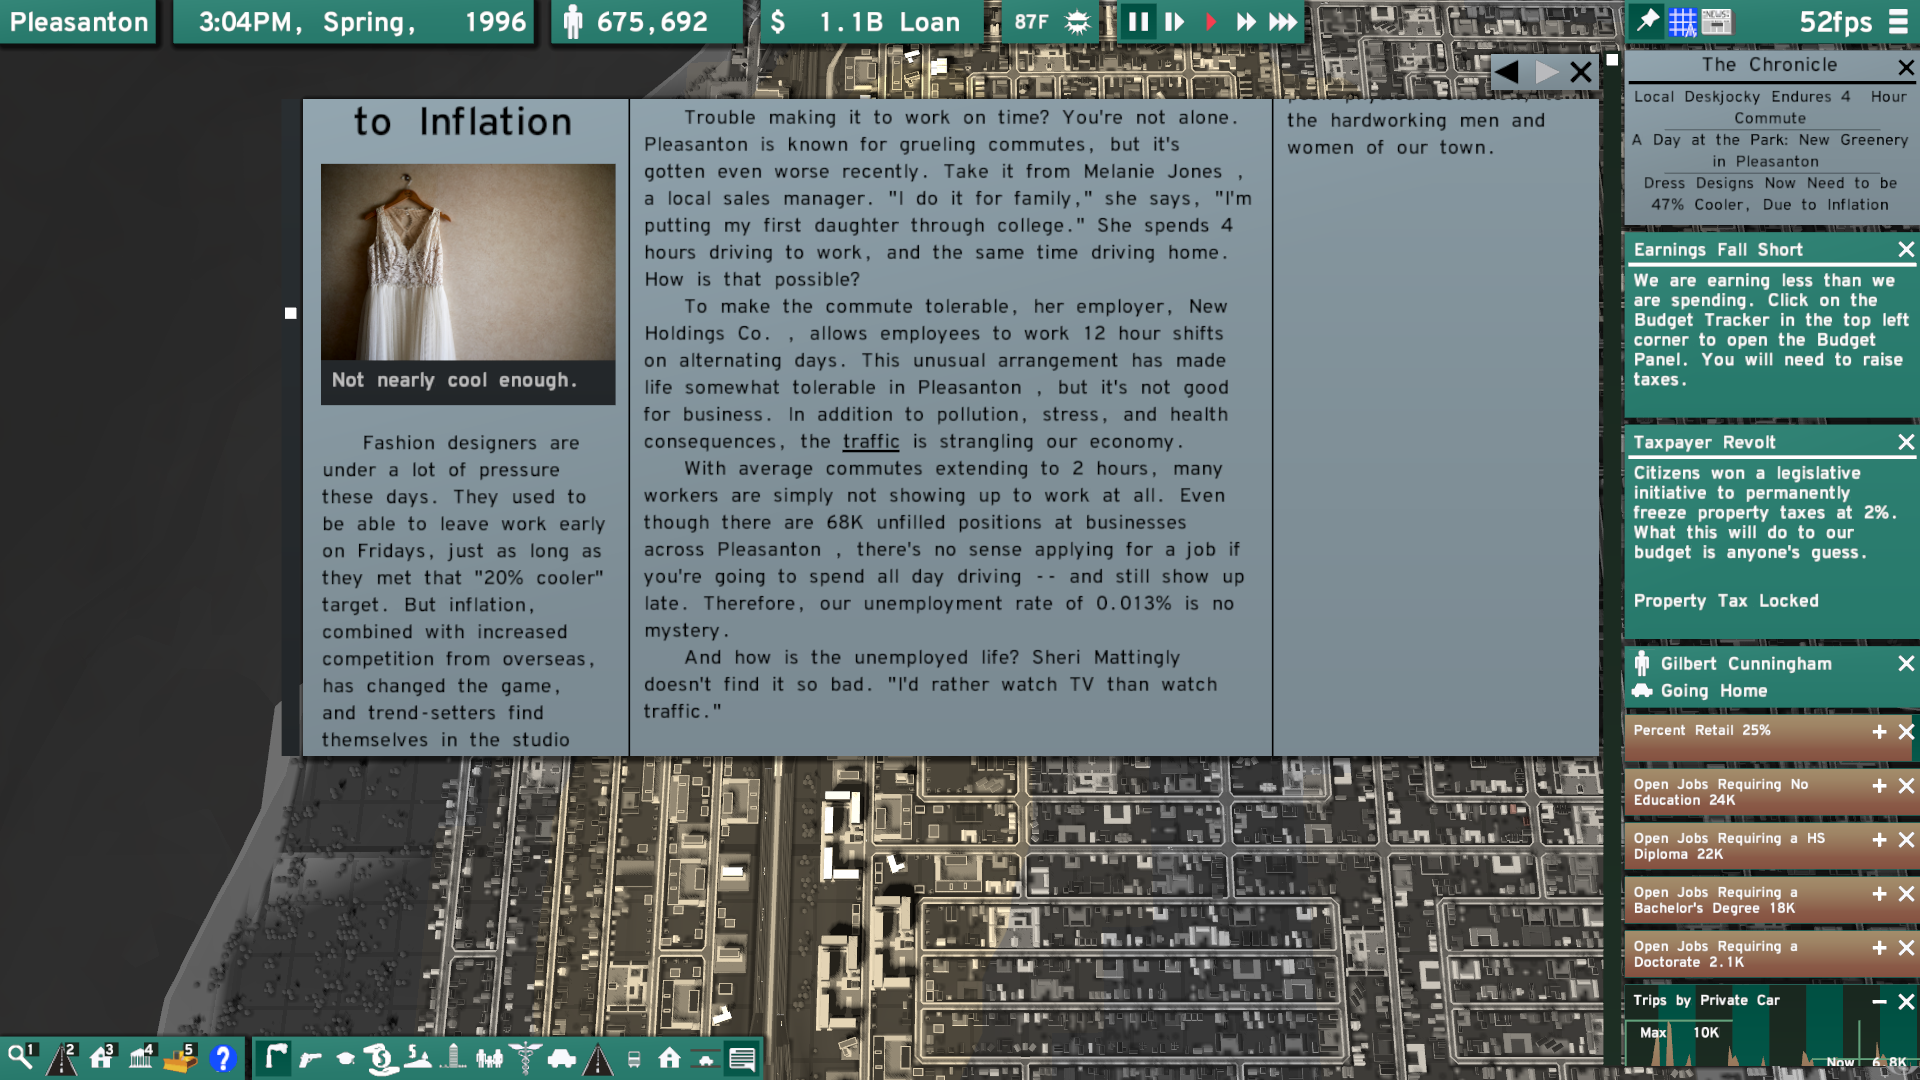 Pleasanton
3:04PM, Spring, 1996
675,692
$ 1.1B Loan
87F
52fps
to Inflation
Not nearly cool enough.
Fashion designers are
under a lot of pressure
these days. They used to
be able to leave work early
on Fridays, just as long as
they met that "20% cooler"
target. But inflation,
combined with increased
competition from overseas,
has changed the game,
and trend-setters find
themselves in the studio
Trouble making it to work on time? You're not alone.
Pleasanton is known for grueling commutes, but it's
gotten even worse recently. Take it from Melanie Jones ,
a local sales manager. "I do it for family," she says, "I'm
putting my first daughter through college." She spends 4
hours driving to work, and the same time driving home.
How is that possible?
To make the commute tolerable, her employer, New
Holdings Co. , allows employees to work 12 hour shifts
on alternating days. This unusual arrangement has made
life somewhat tolerable in Pleasanton , but it's not good
for business. In addition to pollution, stress, and health
consequences, the traffic is strangling our economy.
With average commutes extending to 2 hours, many
workers are simply not showing up to work at all. Even
though there are 68K unfilled positions at businesses
across Pleasanton , there's no sense applying for a job if
you're going to spend all day driving -- and still show up
late. Therefore, our unemployment rate of 0.013% is no
mystery.
And how is the unemployed life? Sheri Mattingly
doesn't find it so bad. "I'd rather watch TV than watch
traffic."
the hardworking men and
women of our town.
NEWS
The Chronicle
Local Deskjocky Endures 4 Hour
Commute
A Day at the Park: New Greenery
in Pleasanton
Dress Designs Now Need to be
47% Cooler, Due to Inflation
Earnings Fall Short
We are earning less than we
are spending. Click on the
Budget Tracker in the top left
corner to open the Budget
Panel. You will need to raise
taxes.
Taxpayer Revolt
Citizens won a legislative
initiative to permanently
freeze property taxes at 2%.
What this will do to our
budget is anyone's guess.
Property Tax Locked
Gilbert Cunningham
Going Home
Percent Retail 25%
Open Jobs Requiring No
Education 24K
Open Jobs Requiring a HS
Diploma 22K
Open Jobs Requiring a
Bachelor's Degree 18K
Open Jobs Requiring a
Doctorate 2.1K
Trips by Private Car
Max 10K
Now 6.8K
1 2 3 4 5 ?